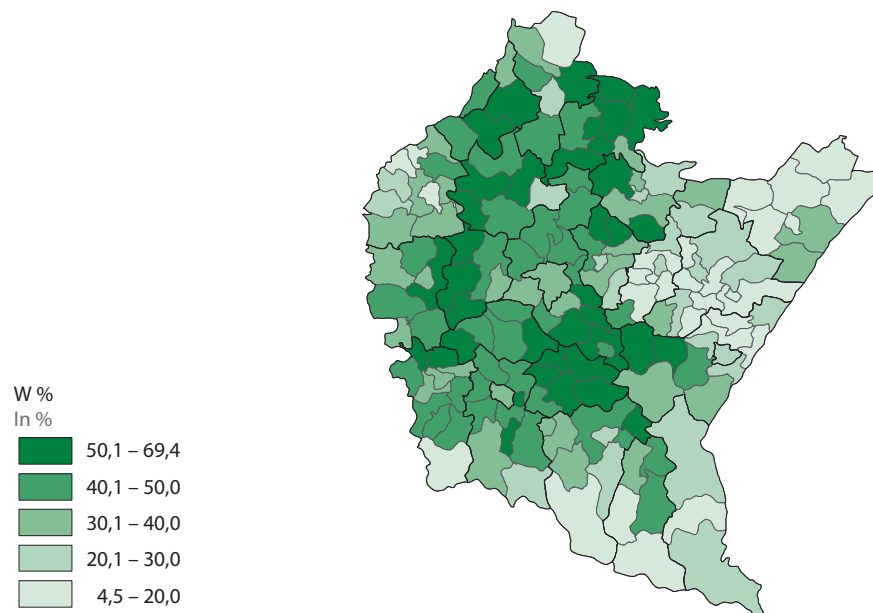 W %
In %
50,1 – 69,4
40,1 – 50,0
30,1 – 40,0
20,1 – 30,0
4,5 – 20,0